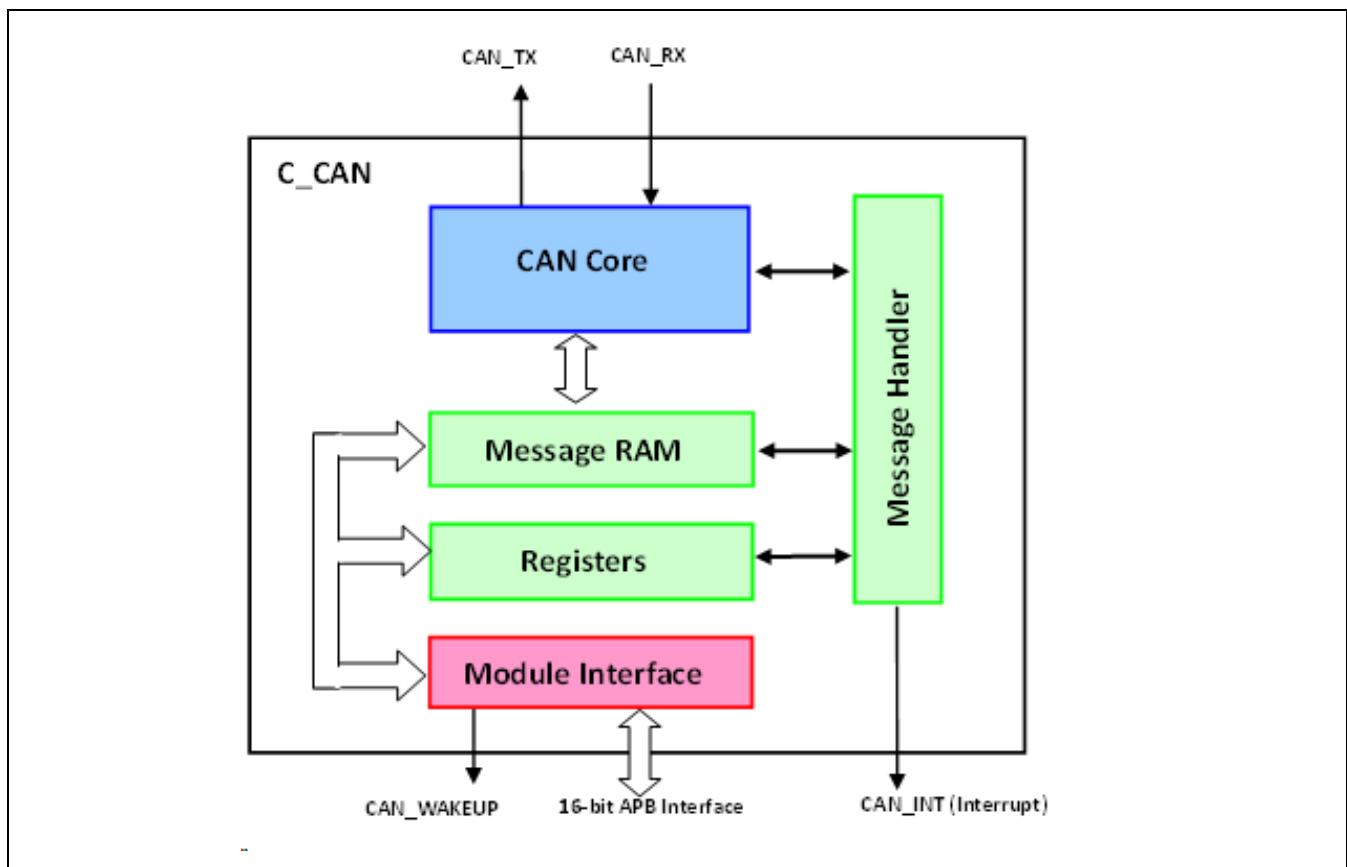 CAN_TX
CAN_RX
C_CAN
CAN Core
Message Handler
Message RAM
Registers
Module Interface
CAN_WAKEUP
16-bit APB Interface
CAN_INT (Interrupt)